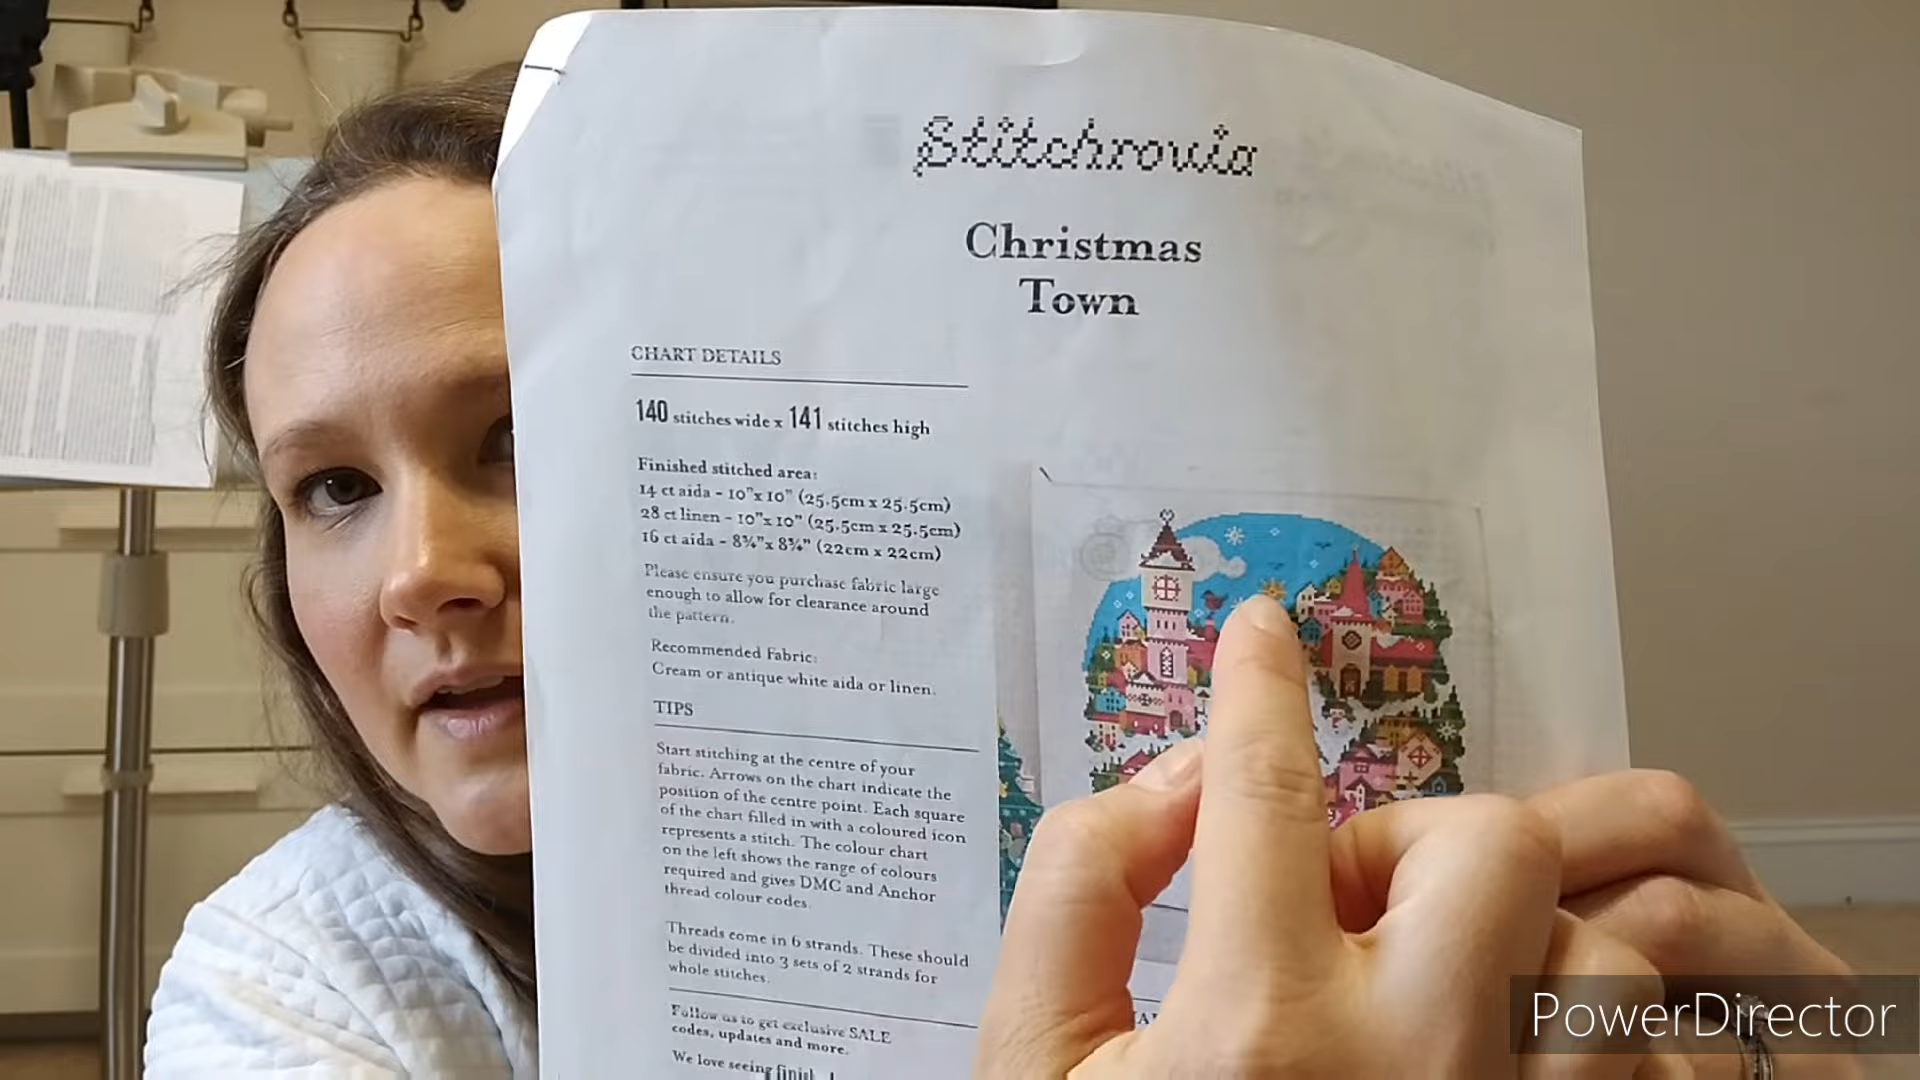 Stitchrovia
Christmas
Town
CHART DETAILS
140 stitches wide x 141 stitches high
Finished stitched area:
14 ct aida - 10"x 10" (25.5cm x 25.5cm)
28 ct linen - 10"x 10" (25.5cm x 25.5cm)
16 ct aida - 8¾"x 8¾" (22cm x 22cm)
Please ensure you purchase fabric large
enough to allow for clearance around
the pattern.
Recommended Fabric:
Cream or antique white aida or linen.
TIPS
Start stitching at the centre of your
fabric. Arrows on the chart indicate the
position of the centre point. Each square
of the chart filled in with a coloured icon
represents a stitch. The colour chart
on the left shows the range of colours
required and gives DMC and Anchor
thread colour codes.
Threads come in 6 strands. These should
be divided into 3 sets of 2 strands for
whole stitches.
Follow us to get exclusive SALE
codes, updates and more.
We love seeing
PowerDirector